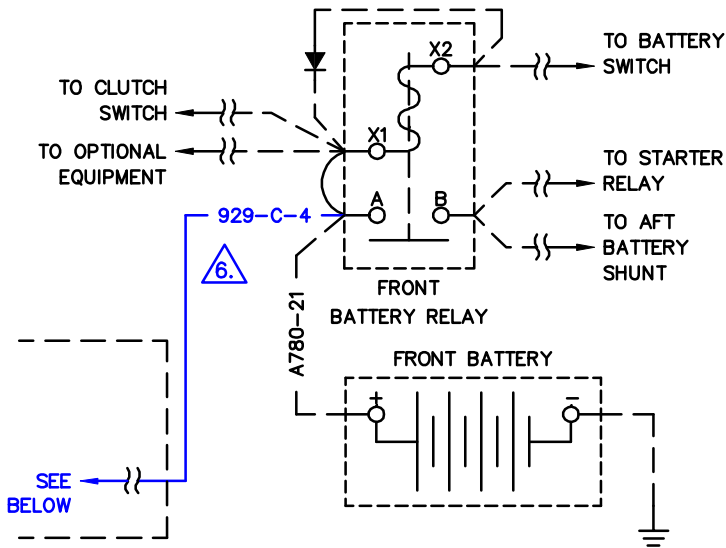 X2
TO BATTERY
SWITCH
TO CLUTCH
SWITCH
X1
TO OPTIONAL
EQUIPMENT
TO STARTER
RELAY
A
B
929-C-4
TO AFT
BATTERY
SHUNT
6.
FRONT
BATTERY RELAY
A780-21
FRONT BATTERY
+
−
SEE
BELOW